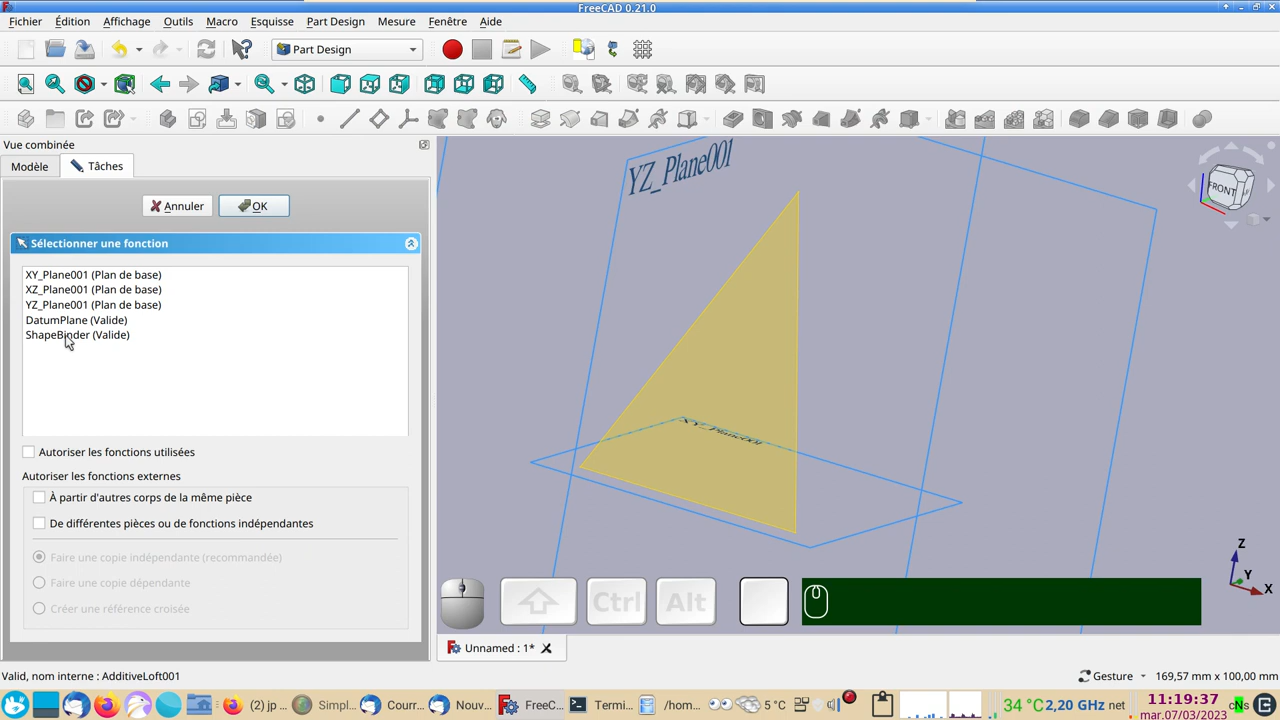 FreeCAD 0.21.0
Fichier Édition Affichage Outils Macro Esquisse Part Design Mesure Fenêtre Aide
Part Design
Vue combinée
Modèle Tâches
Annuler OK
Sélectionner une fonction
XY_Plane001 (Plan de base)
XZ_Plane001 (Plan de base)
YZ_Plane001 (Plan de base)
DatumPlane (Valide)
ShapeBinder (Valide)
Autoriser les fonctions utilisées
Autoriser les fonctions externes
À partir d'autres corps de la même pièce
De différentes pièces ou de fonctions indépendantes
Faire une copie indépendante (recommandée)
Faire une copie dépendante
Créer une référence croisée
YZ_Plane001
XY_Plane001
FRONT
Z
Y
X
Ctrl Alt
Unnamed : 1*
Valid, nom interne : AdditiveLoft001
Gesture 169,57 mm x 100,00 mm
(2) jp ... Simpl... Courr... Nouv... FreeC... Termi... /hom... 5 °C 34 °C 2,20 GHz net 11:19:37
mar.07/03/2023